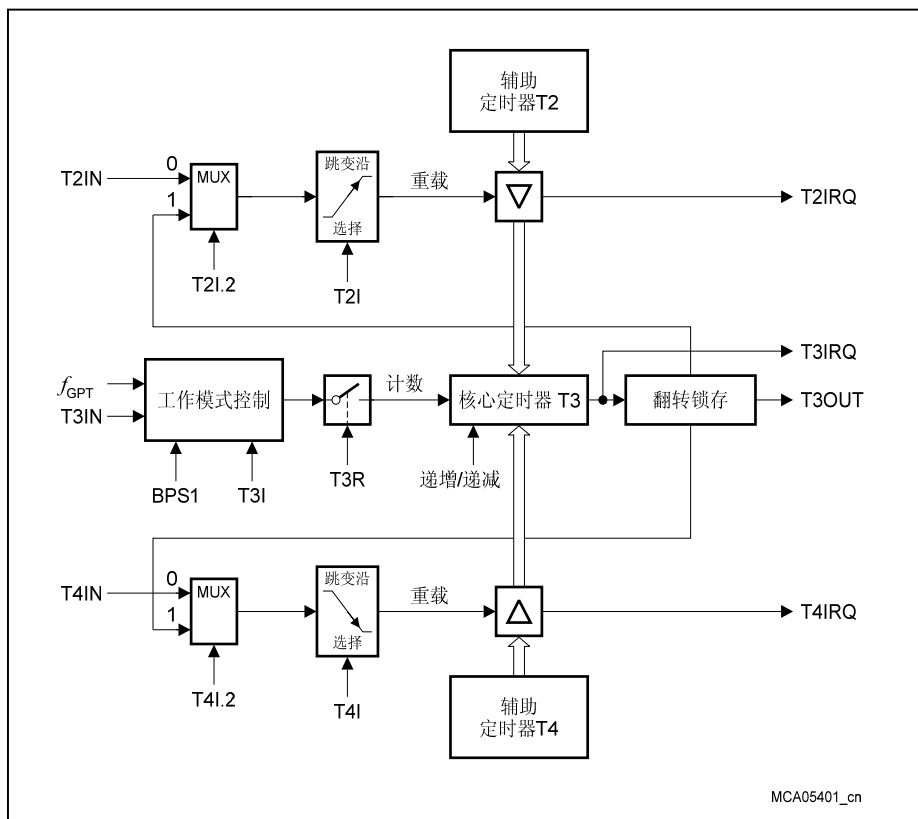 辅助
定时器T2
T2IN
0
1
MUX
跳变沿
选择
重载
T2IRQ
T2I.2
T2I
T3IRQ
fGPT
T3IN
工作模式控制
计数
核心定时器 T3
翻转锁存
T3OUT
BPS1
T3I
T3R
递增/递减
T4IN
0
1
MUX
跳变沿
选择
重载
T4IRQ
T4I.2
T4I
辅助
定时器T4
MCA05401_cn